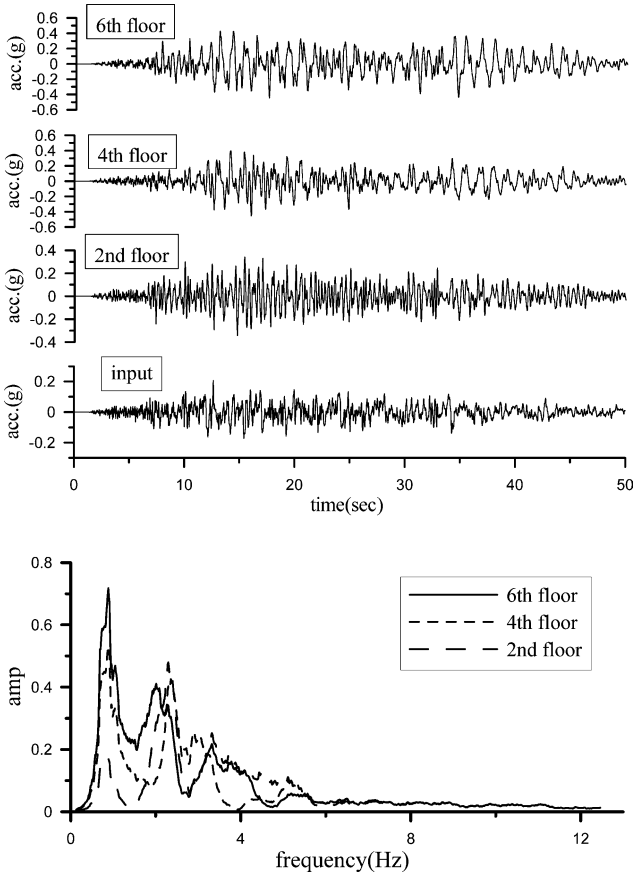 0.6
0.4
0.2
0
-0.2
-0.4
-0.6
acc.(g)
6th floor
0.6
0.4
0.2
0
-0.2
-0.4
-0.6
acc.(g)
4th floor
0.4
0.2
0
-0.2
-0.4
acc.(g)
2nd floor
0.2
0
-0.2
acc.(g)
input
0 10 20 30 40 50
time(sec)
0.8
0.6
0.4
0.2
0
amp
6th floor
4th floor
2nd floor
0 4 8 12
frequency(Hz)